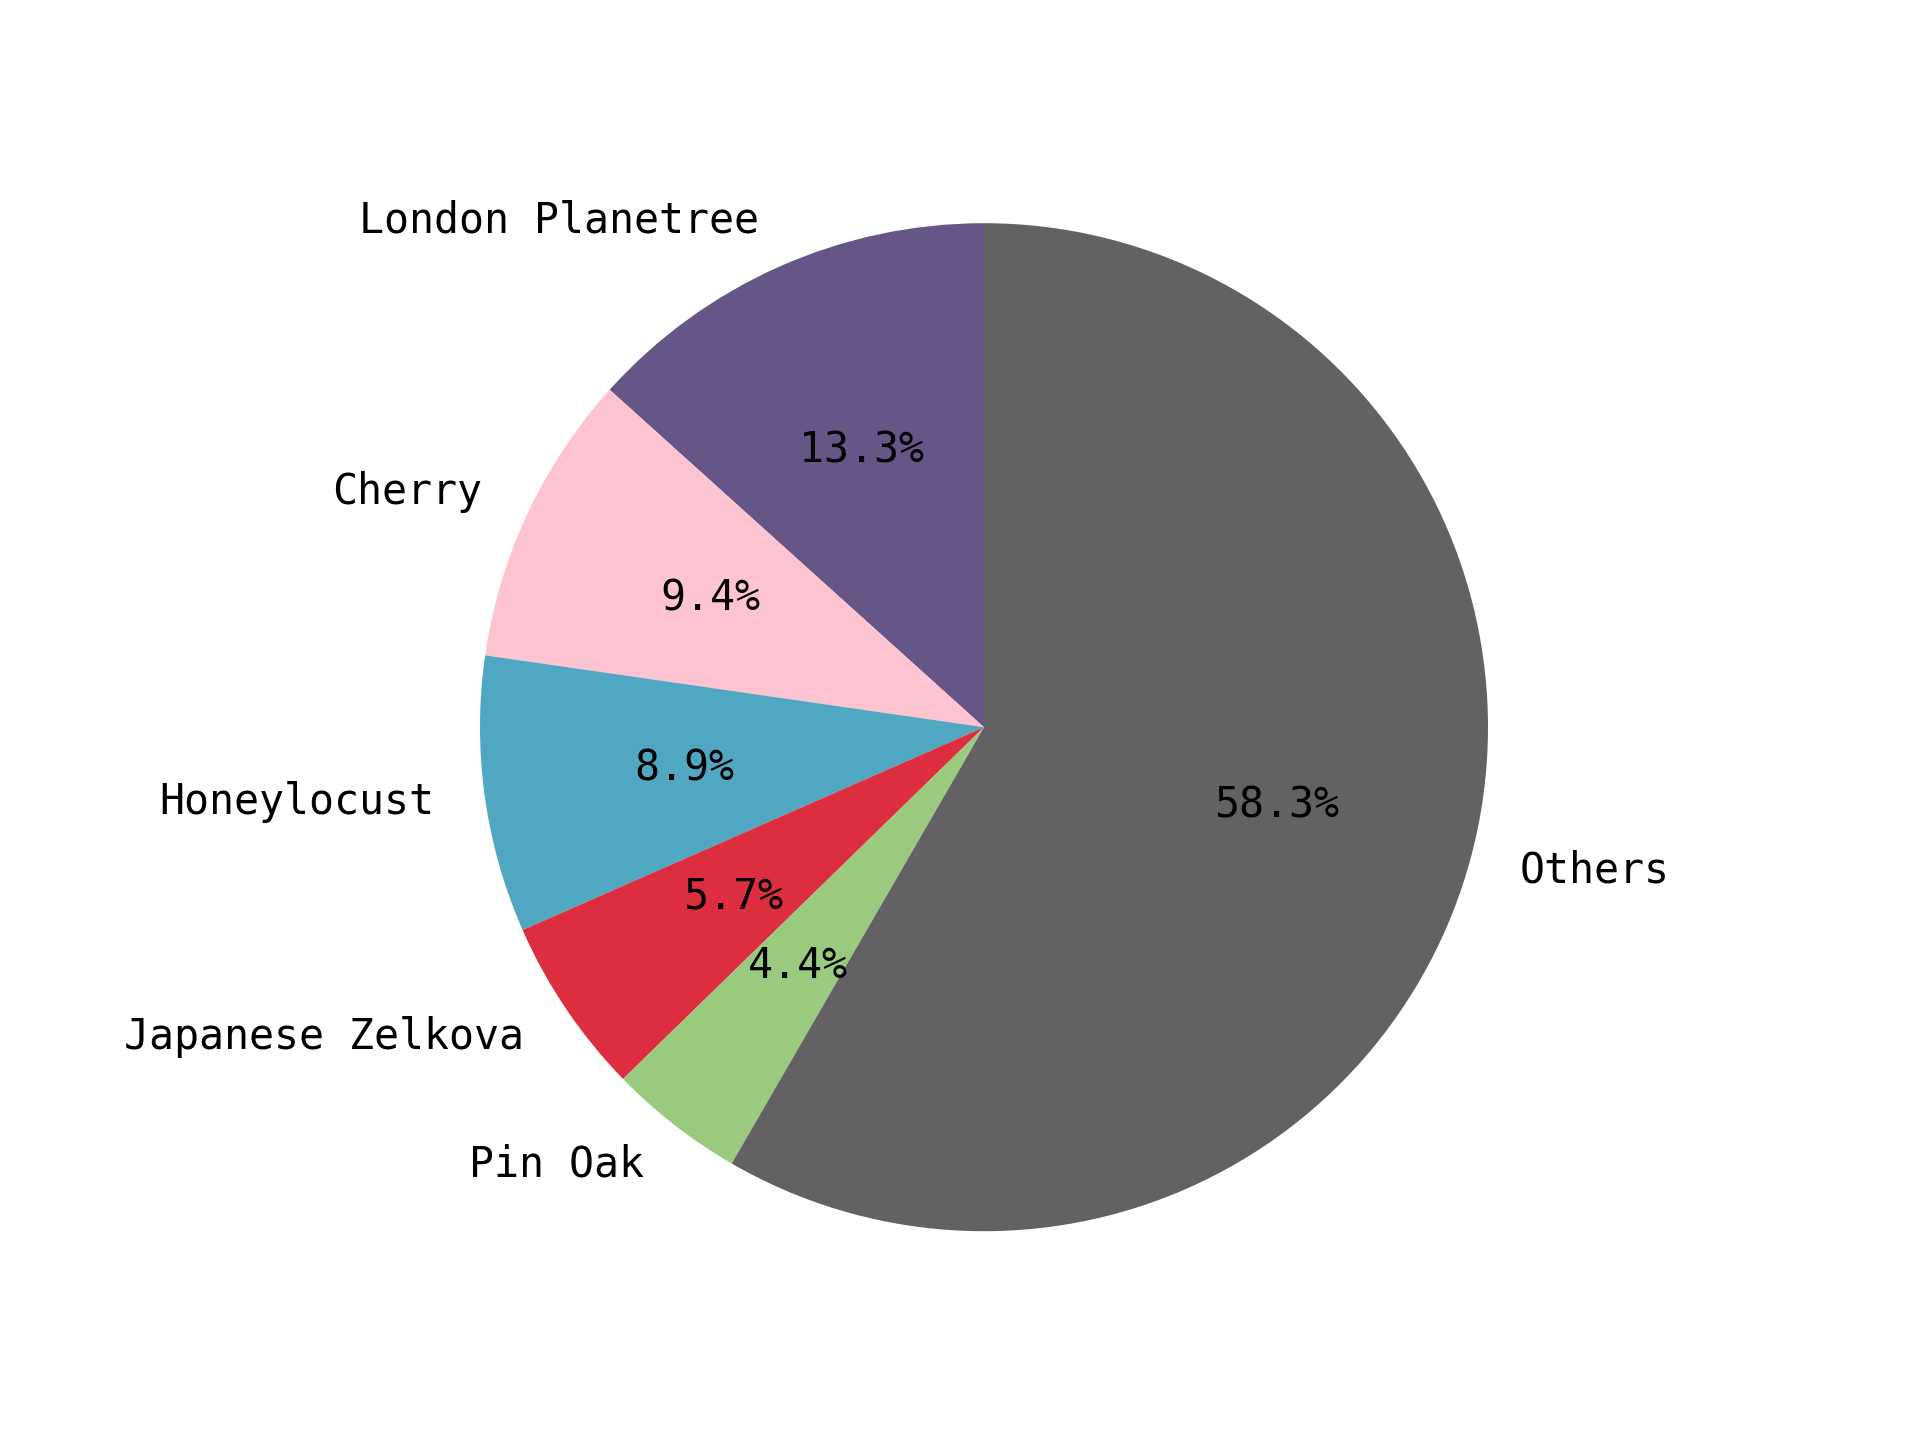 London Planetree
13.3%
Cherry
9.4%
Honeylocust
8.9%
58.3%
Others
5.7%
4.4%
Japanese Zelkova
Pin Oak